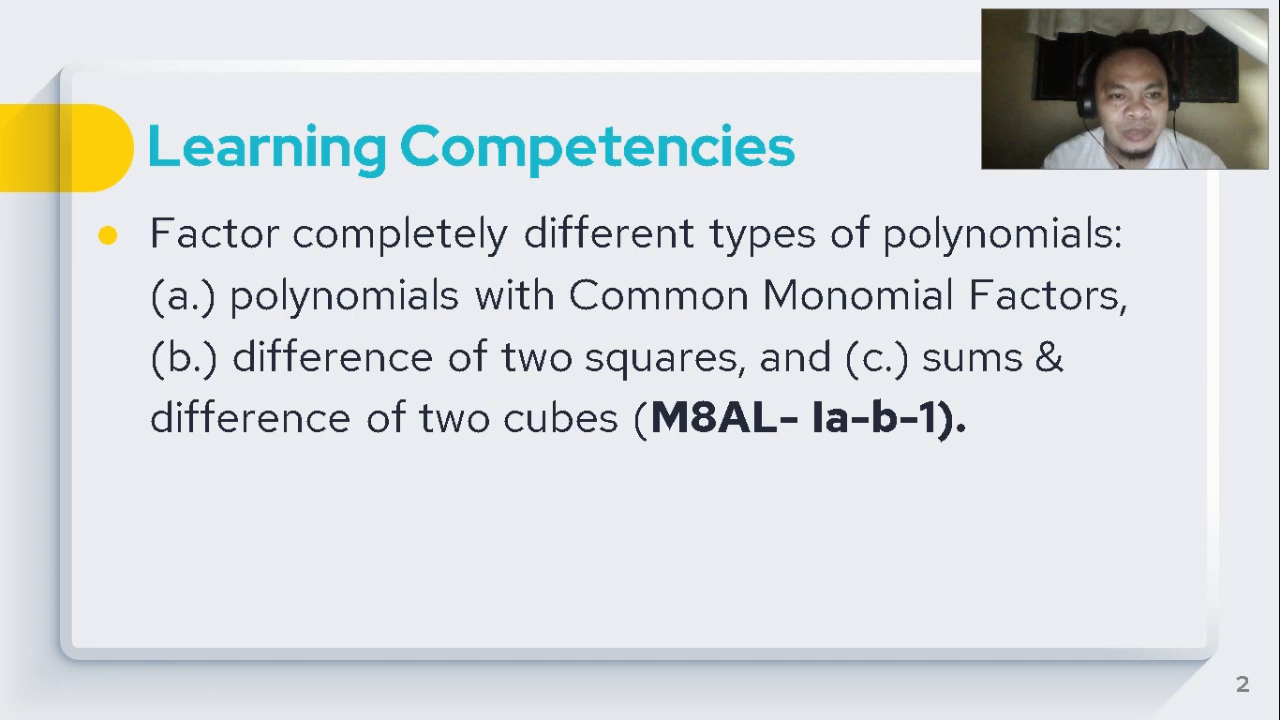 Learning Competencies
Factor completely different types of polynomials:
(a.) polynomials with Common Monomial Factors,
(b.) difference of two squares, and (c.) sums &
difference of two cubes (M8AL- Ia-b-1).
2